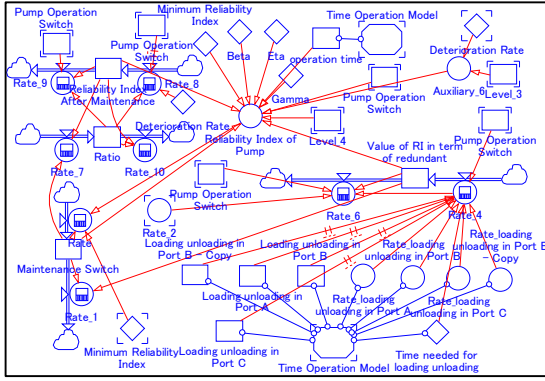 Pump Operation
Switch
Minimum Reliability
Index
Time Operation Model
Pump Operation
Switch
Beta
Eta
operation time
Deterioration Rate
Rate_9
Rate_8
Reliability Index
After Maintenance
Gamma
Pump Operation
Switch
Auxiliary_6
Level_3
Ratio
Deterioration Rate
Reliability Index of
Pump
Level 4
Pump Operation
Switch
Rate_7
Rate_10
Value of RI in term
of redundant
Pump Operation
Switch
Rate_2
Rate_6
Rate_4
Rate
Loading unloading in
Port B - Copy
Loading unloading in
Port B
Rate_loading
unloading in Port B
Rate_loading
unloading in Port B
- Copy
Maintenance Switch
Loading unloading in
Port A
Rate_loading
unloading in Port A
Rate_loading
unloading in Port C
Rate_1
Minimum Reliability
Index
Loading unloading in
Port C
Time Operation Model
Time needed for
loading unloading